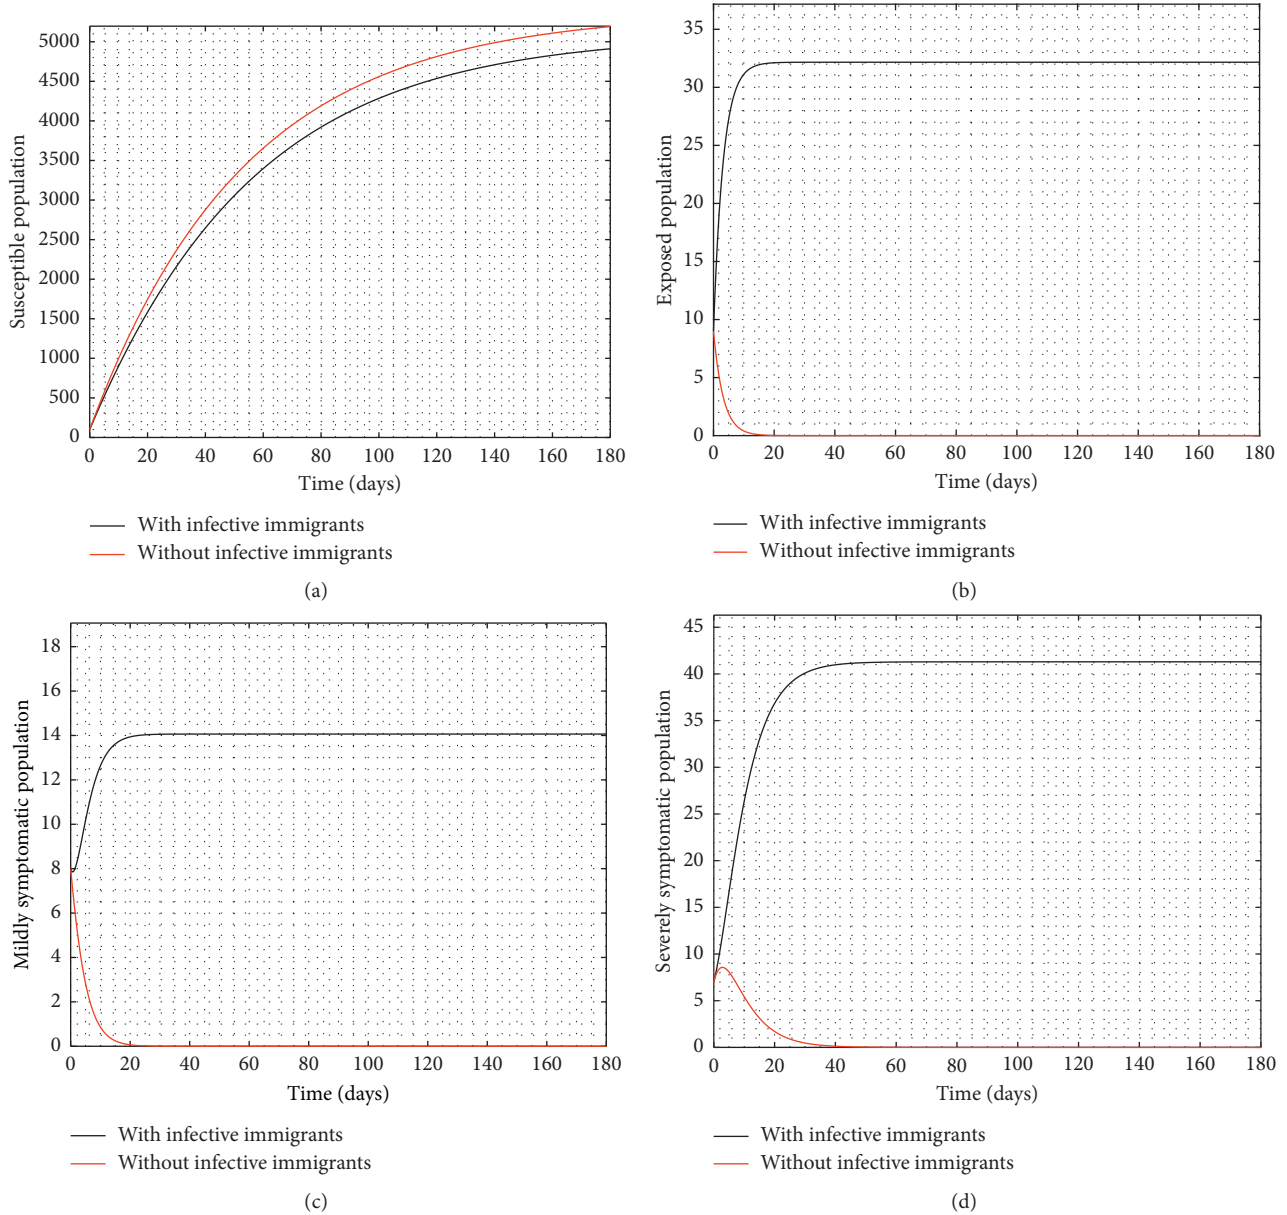 5000
4500
4000
3500
3000
2500
2000
1500
1000
500
0
Susceptible population
0 20 40 60 80 100 120 140 160 180
Time (days)
With infective immigrants
Without infective immigrants
(a)
35
30
25
20
15
10
5
0
Exposed population
0 20 40 60 80 100 120 140 160 180
Time (days)
With infective immigrants
Without infective immigrants
(b)
18
16
14
12
10
8
6
4
2
0
Mildly symptomatic population
0 20 40 60 80 100 120 140 160 180
Time (days)
With infective immigrants
Without infective immigrants
(c)
45
40
35
30
25
20
15
10
5
0
Severely symptomatic population
0 20 40 60 80 100 120 140 160 180
Time (days)
With infective immigrants
Without infective immigrants
(d)